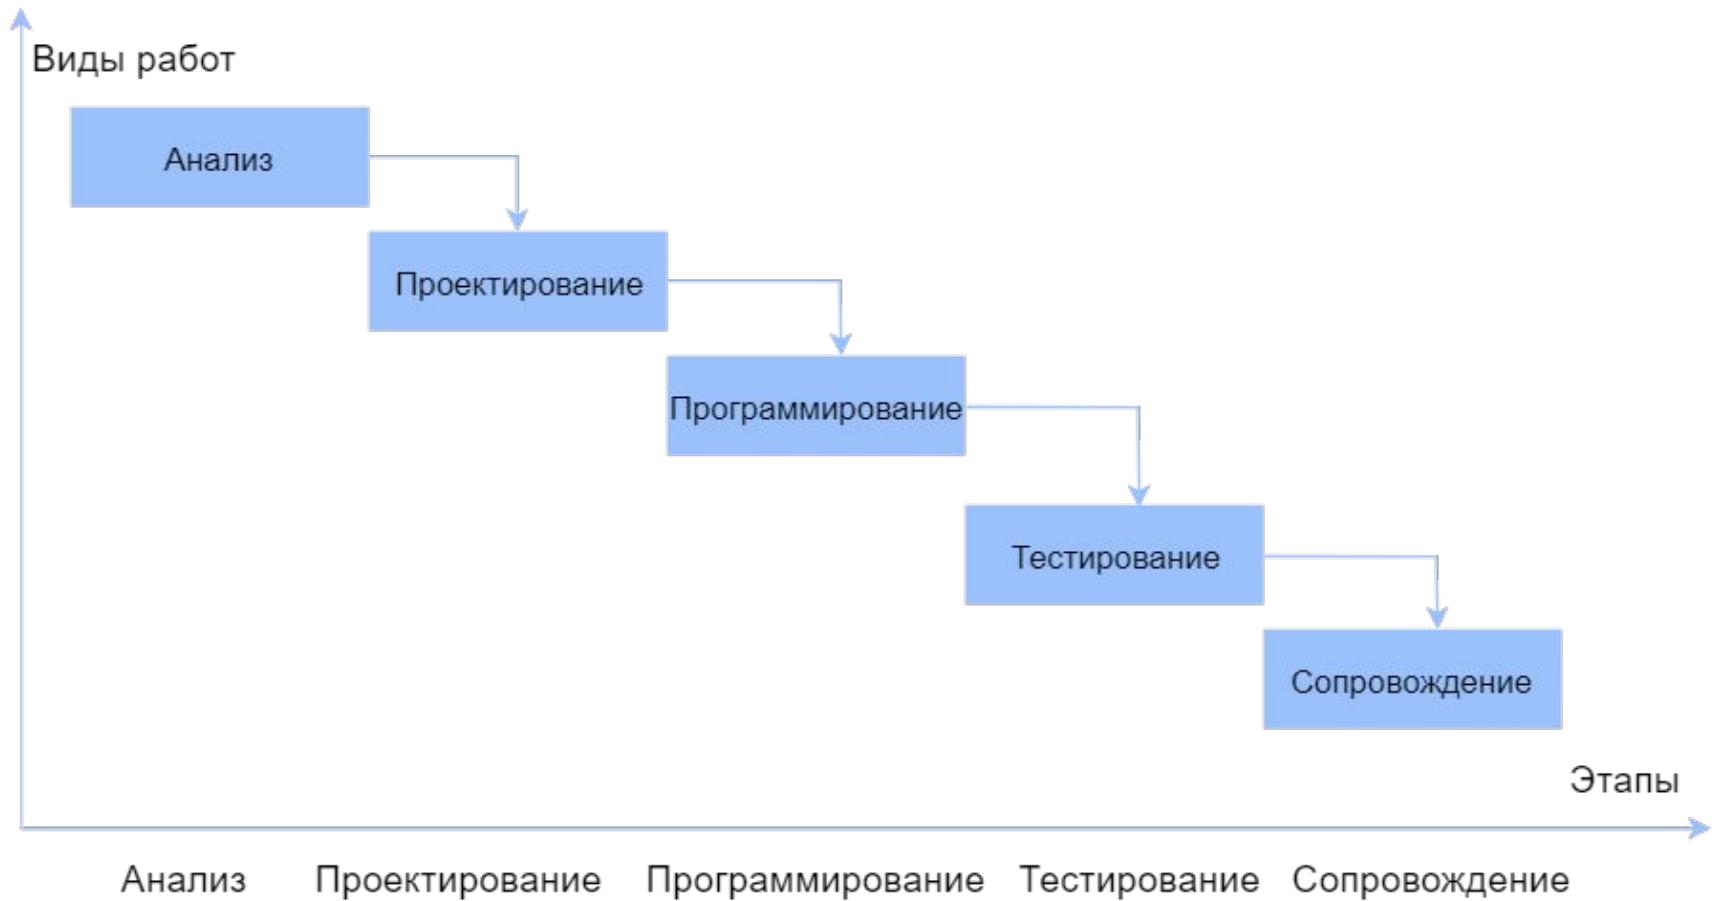 Виды работ
Анализ
Проектирование
Программирование
Тестирование
Сопровождение
Этапы
Анализ Проектирование Программирование Тестирование Сопровождение